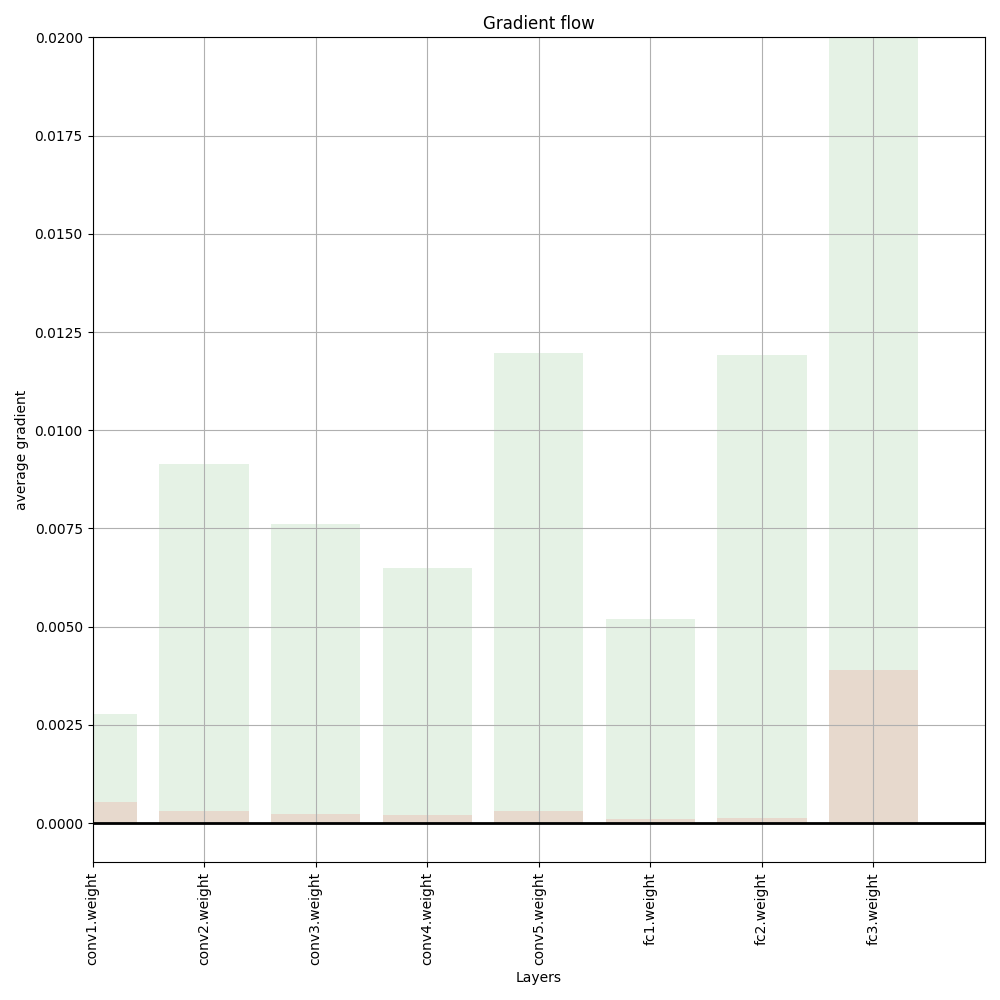 Gradient flow
0.0200
0.0175
0.0150
0.0125
0.0100
0.0075
0.0050
0.0025
0.0000
average gradient
conv1.weight
conv2.weight
conv3.weight
conv4.weight
conv5.weight
fc1.weight
fc2.weight
fc3.weight
Layers